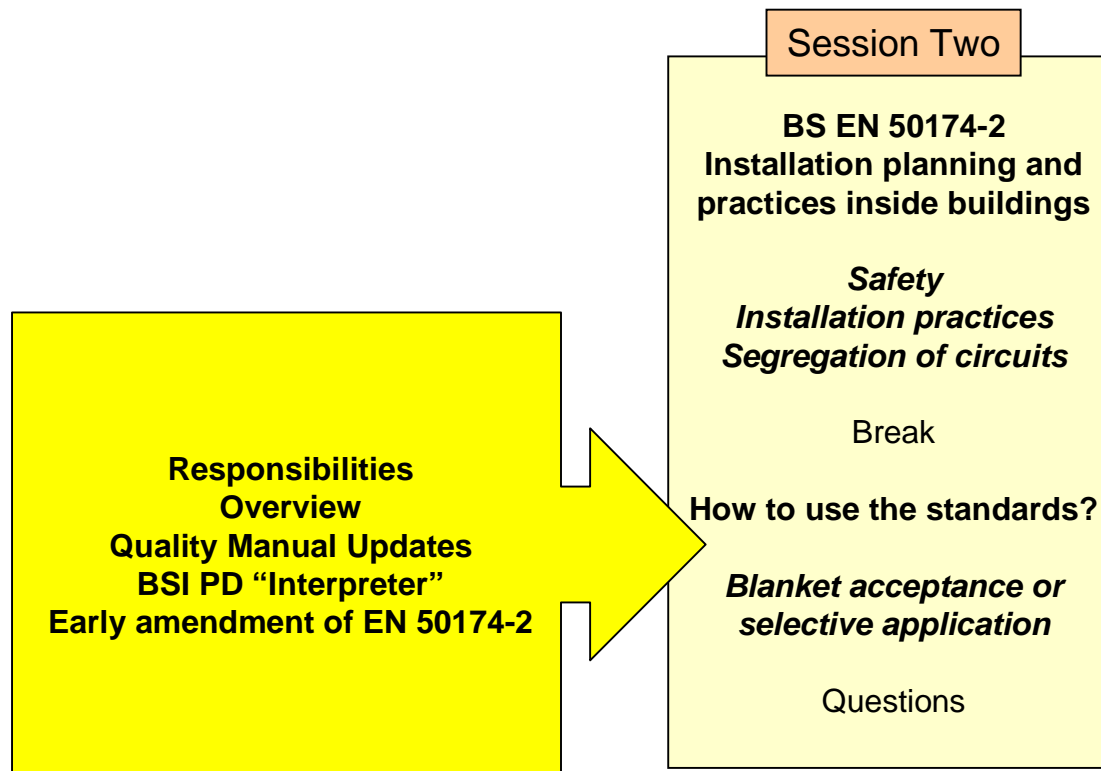 Session Two
BS EN 50174-2
Installation planning and
practices inside buildings
Safety
Installation practices
Segregation of circuits
Break
How to use the standards?
Blanket acceptance or
selective application
Questions
Responsibilities
Overview
Quality Manual Updates
BSI PD “Interpreter”
Early amendment of EN 50174-2